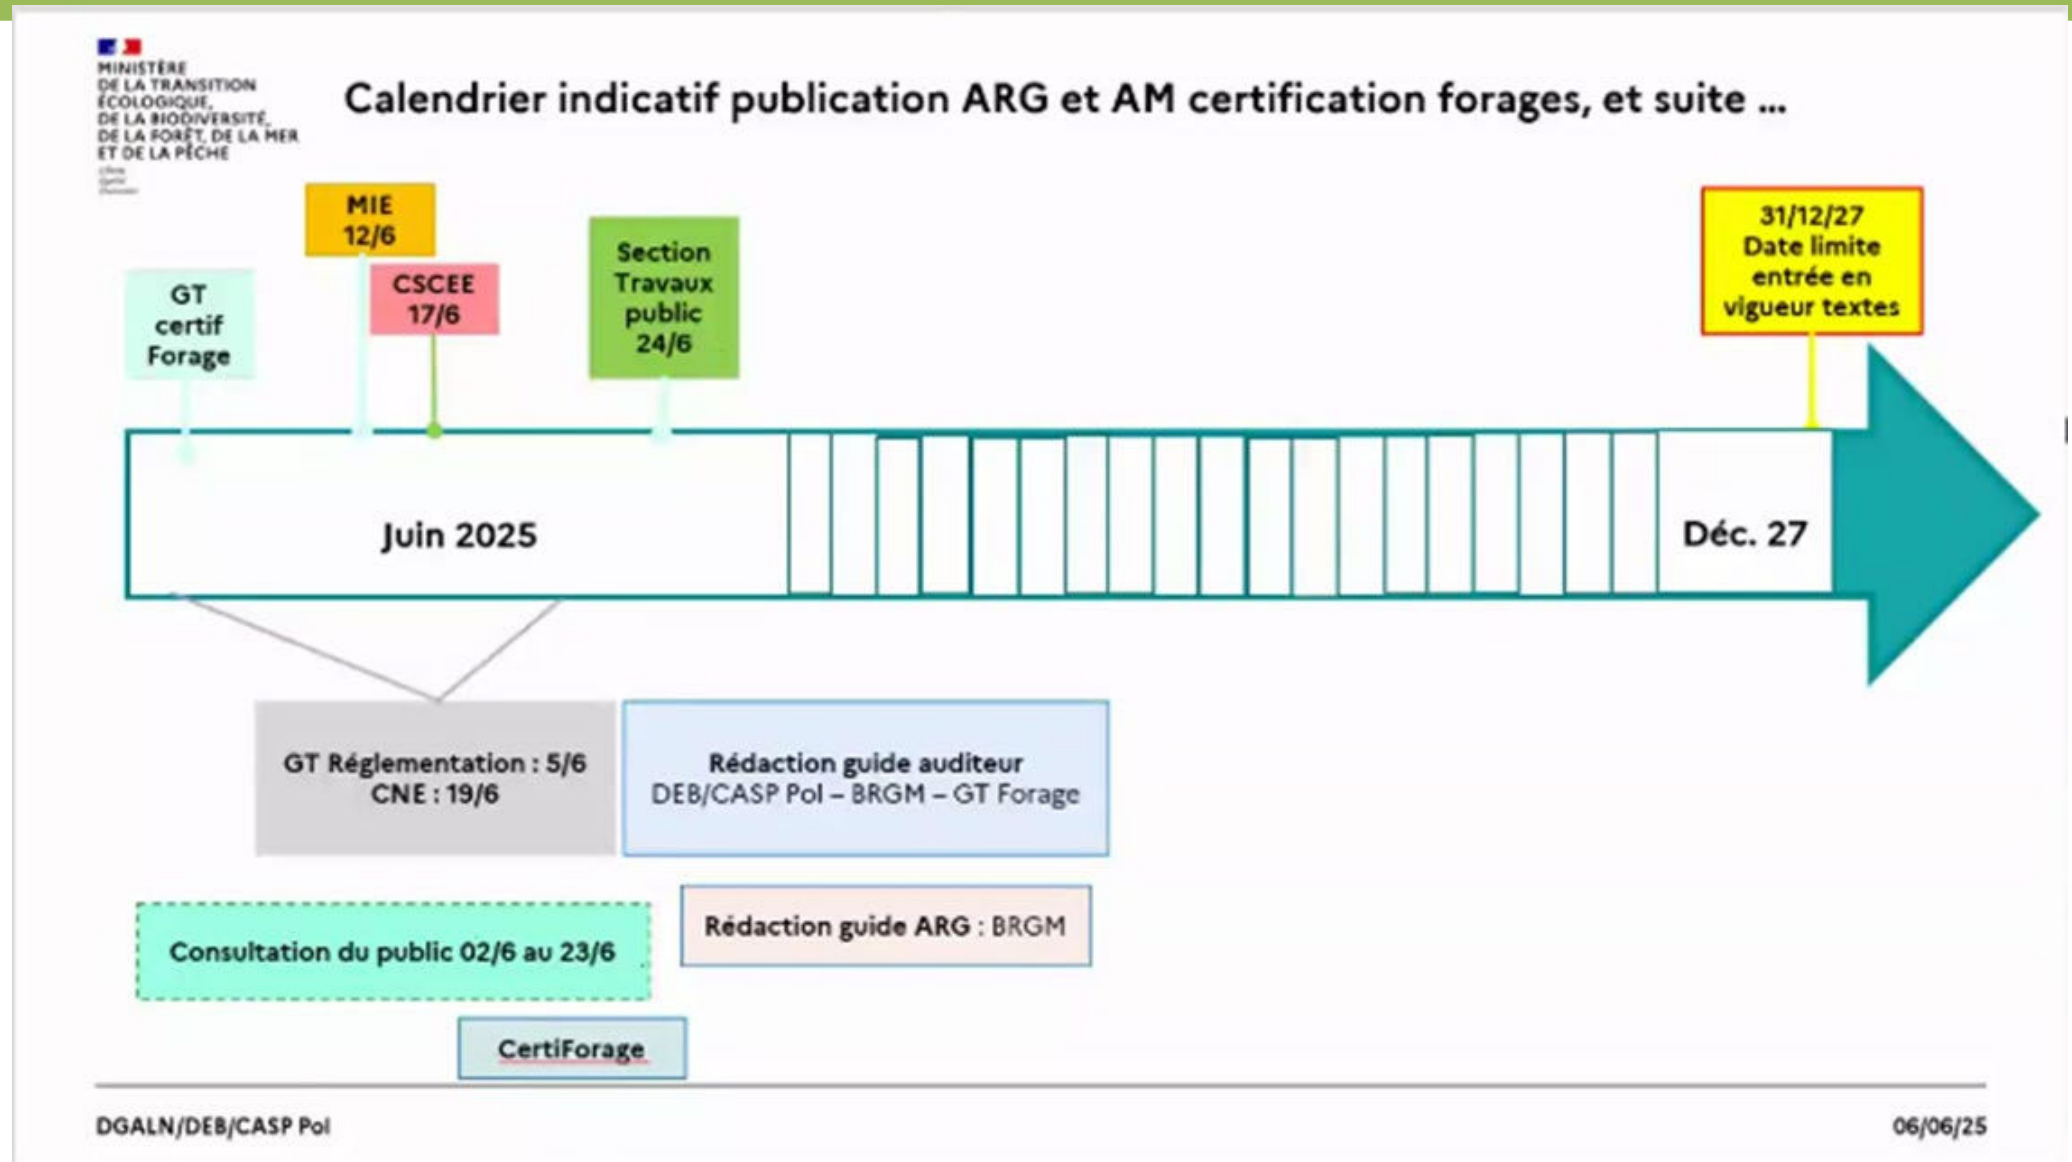 MINISTÈRE
DE LA TRANSITION
ÉCOLOGIQUE,
DE LA BIODIVERSITÉ,
DE LA FORÊT, DE LA MER
ET DE LA PÊCHE
Calendrier indicatif publication ARG et AM certification forages, et suite ...
MIE
12/6
CSCEE
17/6
GT
certif
Forage
Section
Travaux
public
24/6
31/12/27
Date limite
entrée en
vigueur textes
Juin 2025
Déc. 27
GT Réglementation : 5/6
CNE : 19/6
Rédaction guide auditeur
DEB/CASP Pol – BRGM – GT Forage
Rédaction guide ARG : BRGM
Consultation du public 02/6 au 23/6
CertiForage
DGALN/DEB/CASP Pol
06/06/25